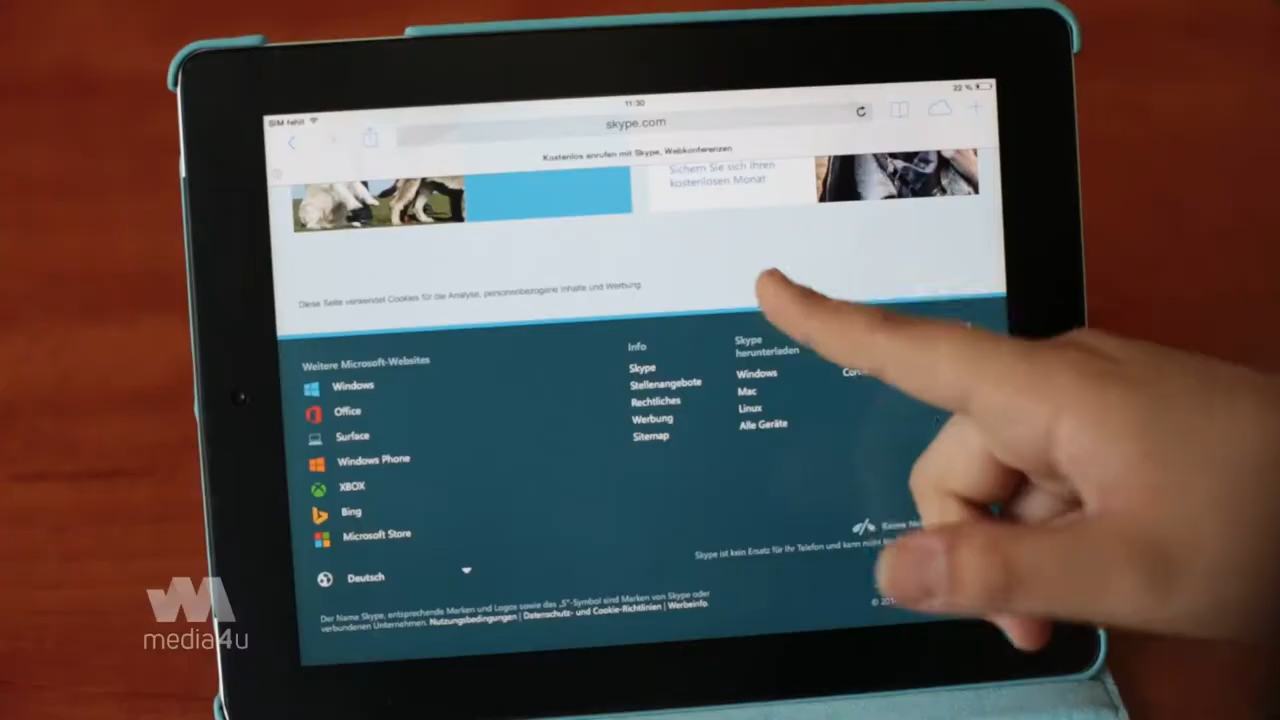 11:30
22 %
SIM fehlt
skype.com
Kostenlos anrufen mit Skype, Webkonferenzen
Sichern Sie sich Ihren
kostenlosen Monat
Diese Seite verwendet Cookies für die Analyse, personenbezogene Inhalte und Werbung.
Weitere Microsoft-Websites
Windows
Office
Surface
Windows Phone
XBOX
Bing
Microsoft Store
Deutsch
Info
Skype
Stellenangebote
Rechtliches
Werbung
Sitemap
Skype
herunterladen
Windows
Mac
Linux
Alle Geräte
Keine
Skype ist kein Ersatz für Ihr Telefon und kann nicht
Der Name Skype, entsprechende Marken und Logos sowie das „S"-Symbol sind Marken von Skype oder
verbundenen Unternehmen. Nutzungsbedingungen | Datenschutz- und Cookie-Richtlinien | Werbeinfo.
©
media4u